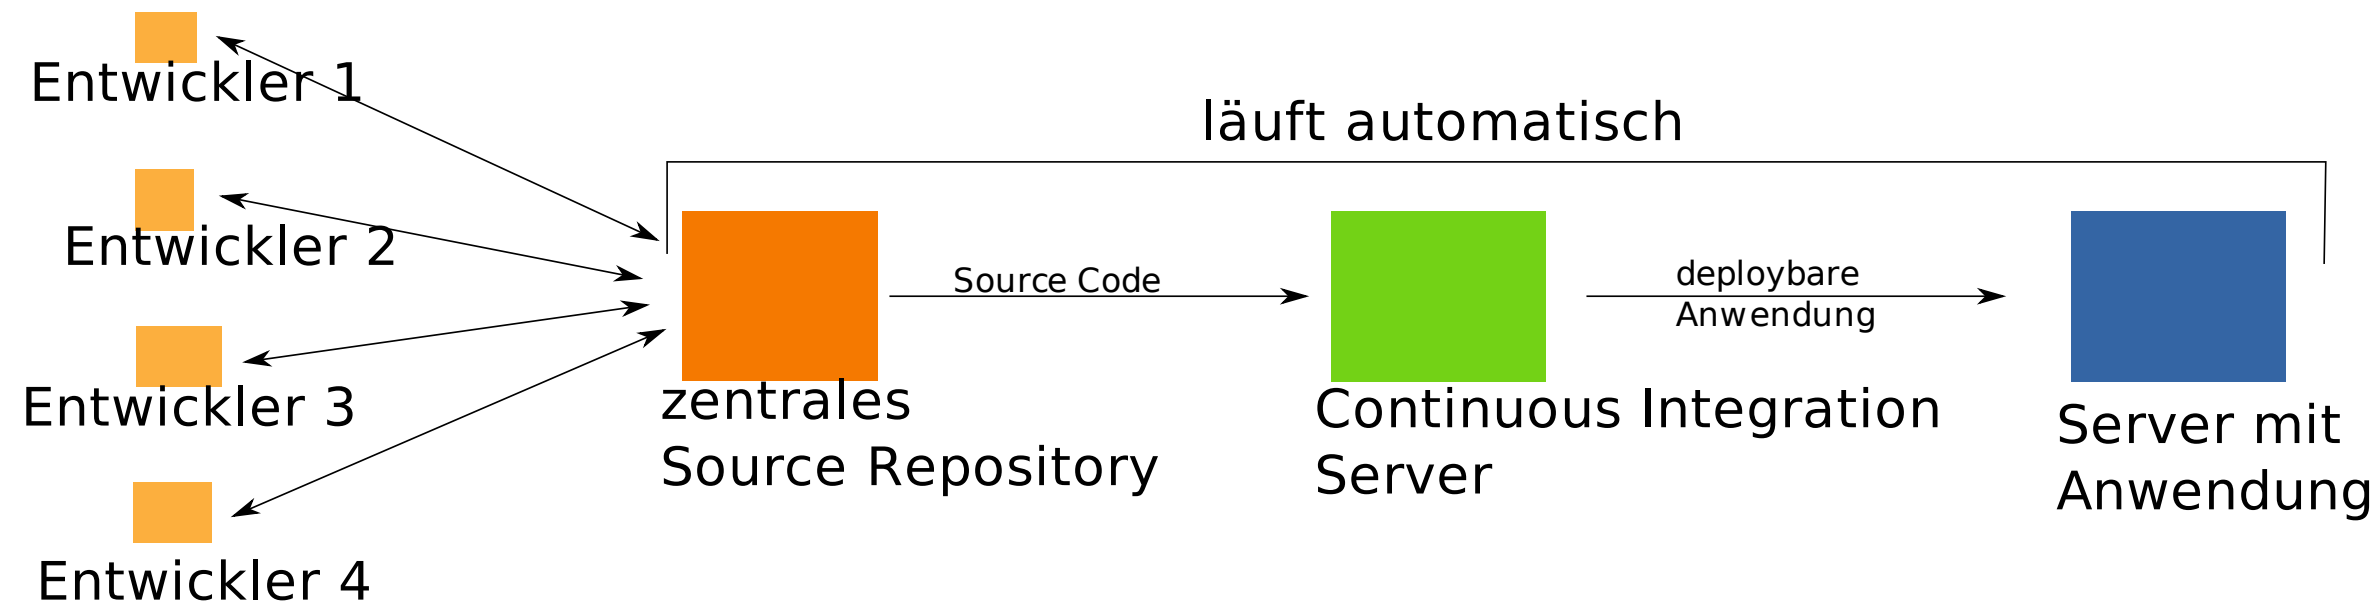 Entwickler 1
Entwickler 2
Entwickler 3
Entwickler 4
läuft automatisch
zentrales
Source Repository
Source Code
Continuous Integration
Server
deploybare
Anwendung
Server mit
Anwendung